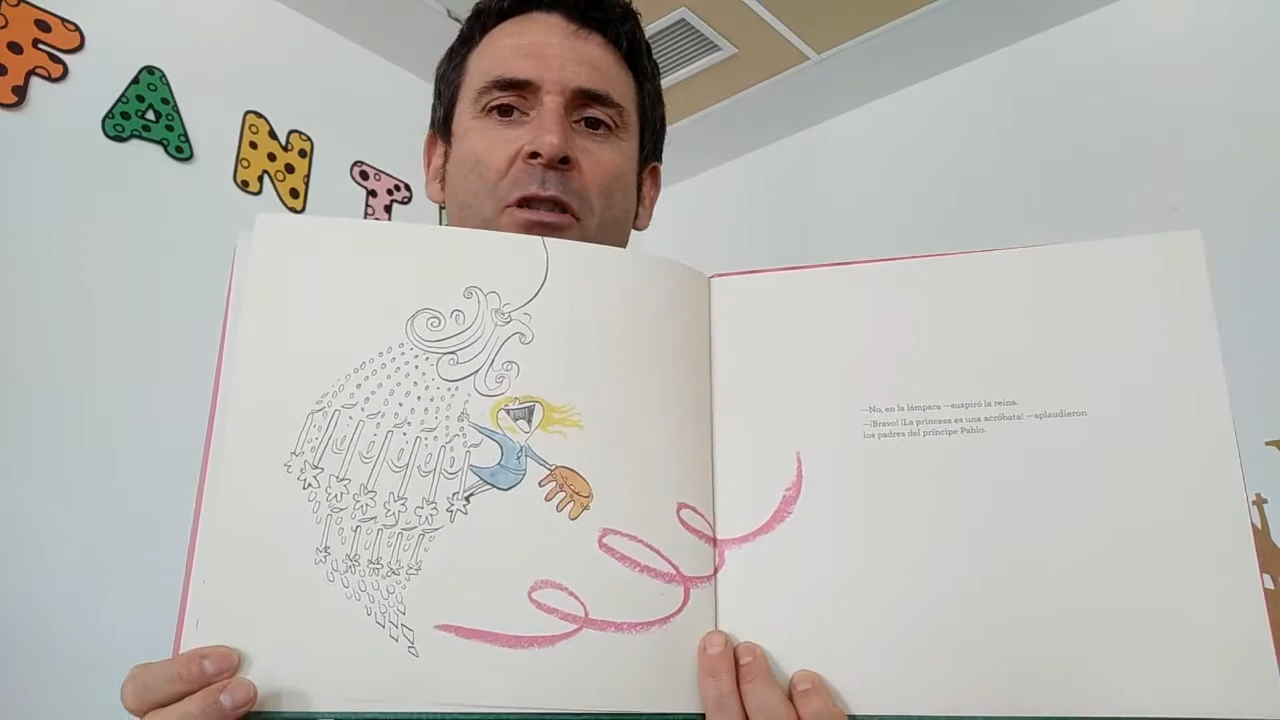 FANT
—No, en la lámpara —suspiró la reina.
—¡Bravo! ¡La princesa es una acróbata! —aplaudieron
los padres del príncipe Pablo.